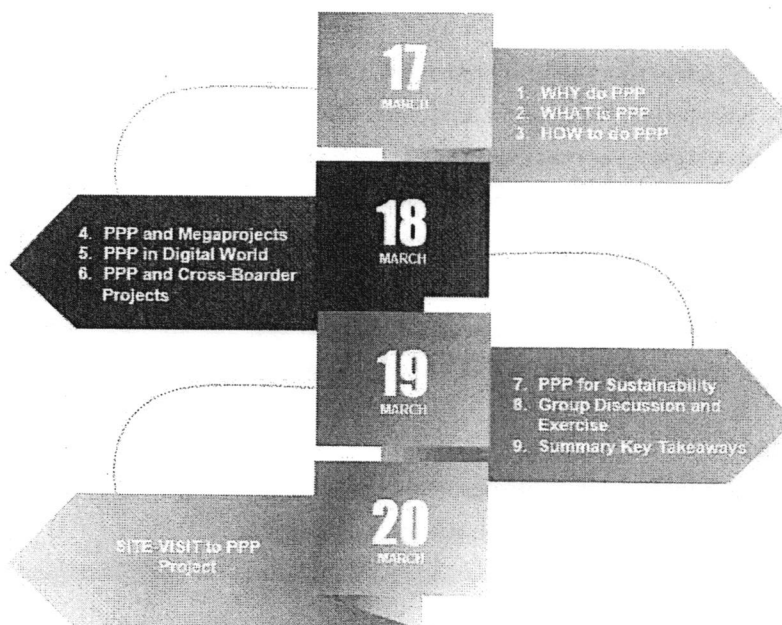 17
MARCH
1. WHY do PPP
2. WHAT is PPP
3. HOW to do PPP
18
MARCH
4. PPP and Megaprojects
5. PPP in Digital World
6. PPP and Cross-Boarder
Projects
19
MARCH
7. PPP for Sustainability
8. Group Discussion and
Exercise
9. Summary Key Takeaways
20
MARCH
SITE-VISIT to PPP
Project